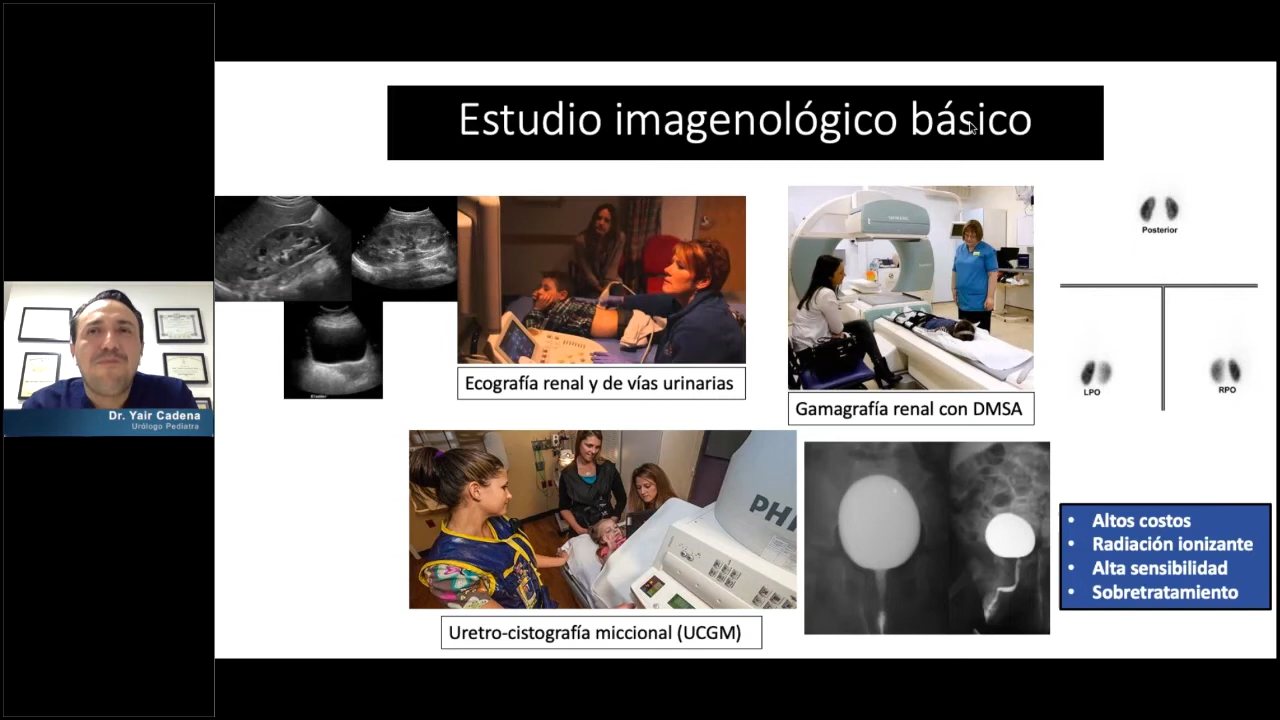 Estudio imagenológico básico
Posterior
Ecografía renal y de vías urinarias
Gamagrafía renal con DMSA
LPO
RPO
Dr. Yair Cadena
Urólogo Pediatra
PHI
Uretro-cistografía miccional (UCGM)
• Altos costos
• Radiación ionizante
• Alta sensibilidad
• Sobretratamiento